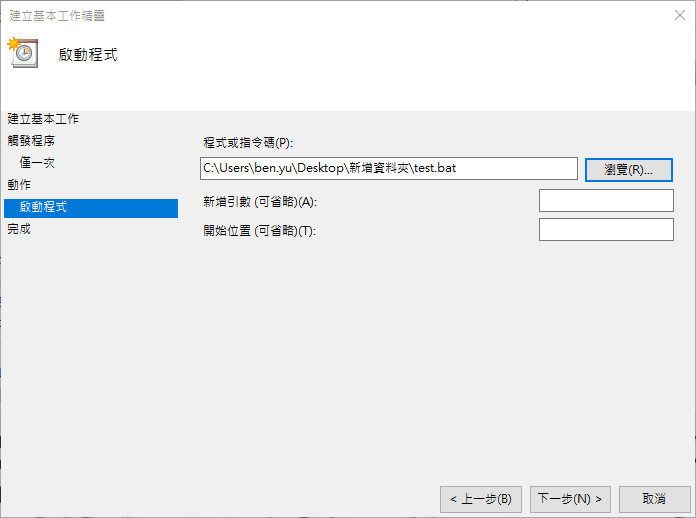 建立基本工作精靈
啟動程式
建立基本工作
觸發程序
僅一次
動作
啟動程式
完成
程式或指令碼(P):
C:\Users\ben.yu\Desktop\新增資料夾\test.bat
瀏覽(R)...
新增引數 (可省略)(A):
開始位置 (可省略)(T):
< 上一步(B)
下一步(N) >
取消